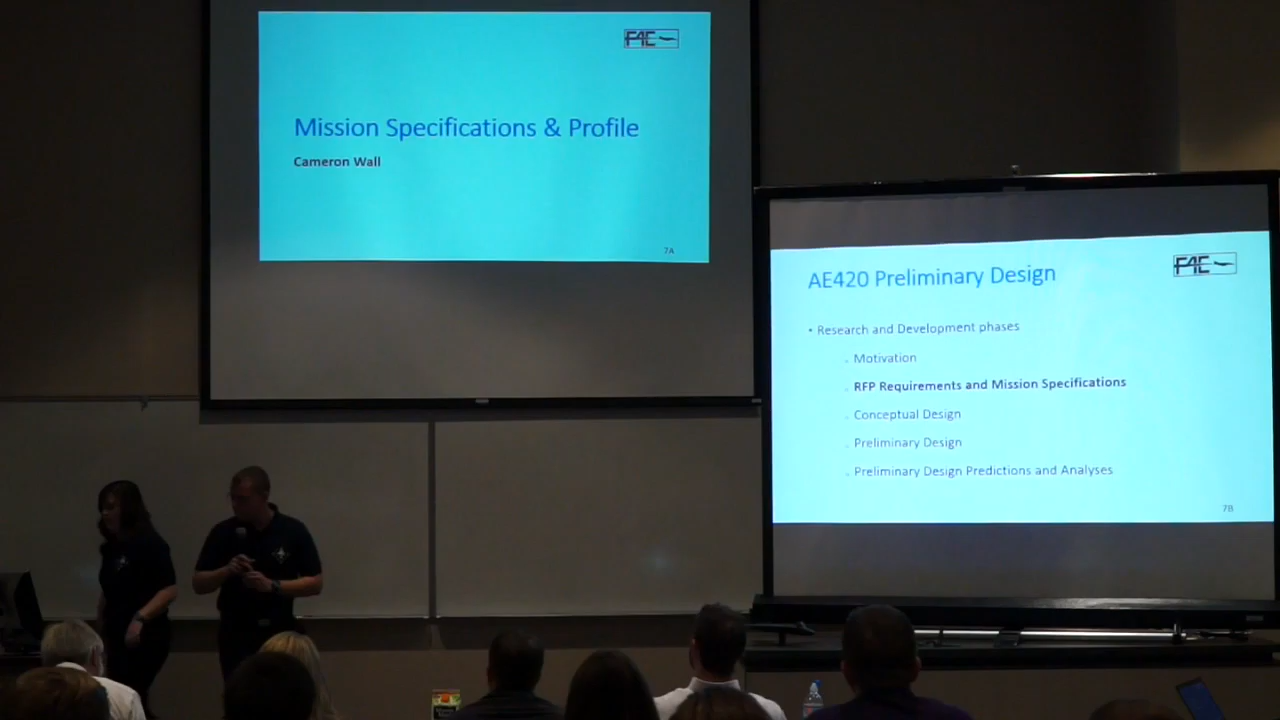 F4E
Mission Specifications & Profile
Cameron Wall
7A
F4E
AE420 Preliminary Design
• Research and Development phases
Motivation
RFP Requirements and Mission Specifications
Conceptual Design
Preliminary Design
Preliminary Design Predictions and Analyses
7B